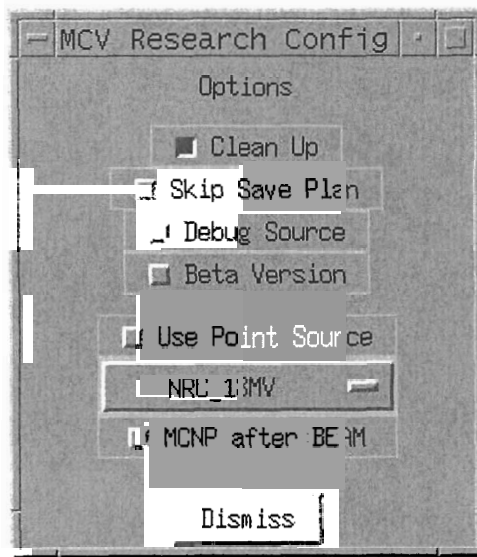 MCV Research Config
Options
Clean Up
Skip Save Plan
Debug Source
Beta Version
Use Point Source
NRC_18MV
MCNP after BEAM
Dismiss